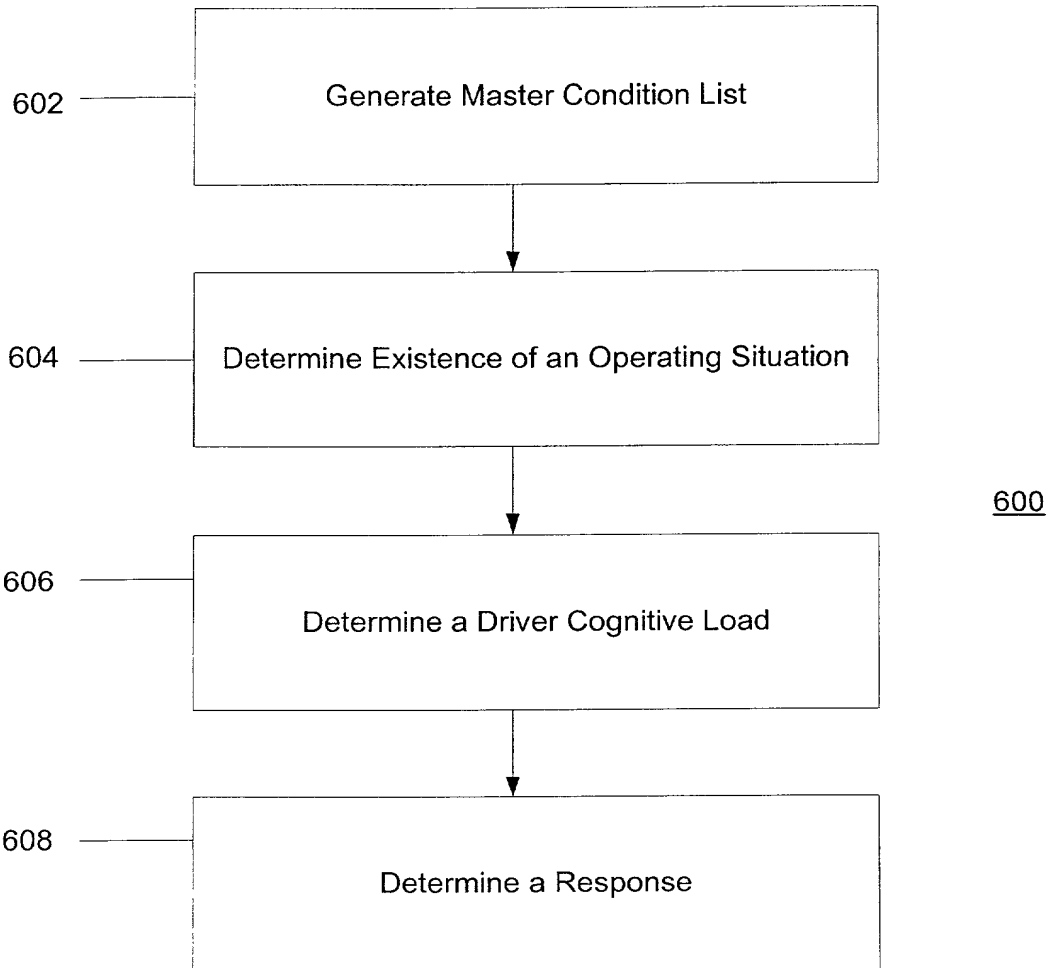 602
Generate Master Condition List
604
Determine Existence of an Operating Situation
600
606
Determine a Driver Cognitive Load
608
Determine a Response